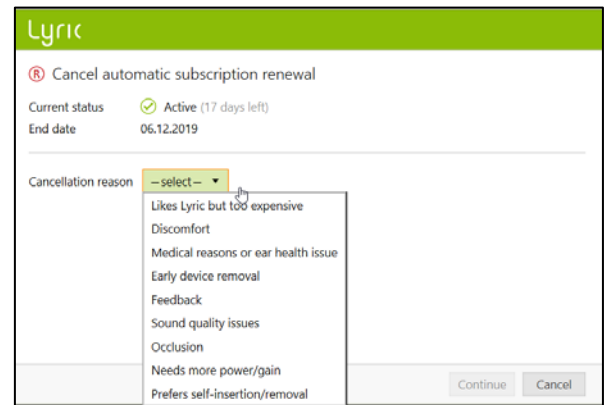 Lyric
® Cancel automatic subscription renewal
Current status Active (17 days left)
End date 06.12.2019
Cancellation reason –select–
Likes Lyric but too expensive
Discomfort
Medical reasons or ear health issue
Early device removal
Feedback
Sound quality issues
Occlusion
Needs more power/gain
Prefers self-insertion/removal
Continue Cancel